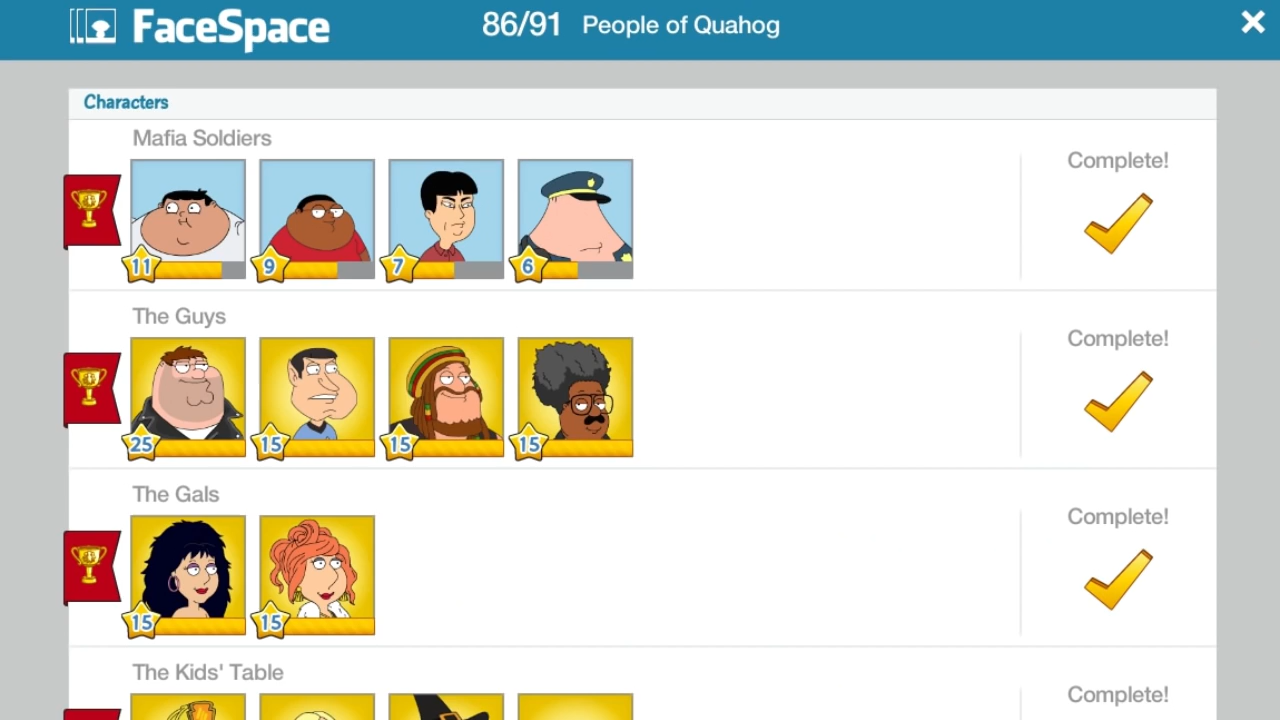 FaceSpace
86/91 People of Quahog
Characters
Mafia Soldiers
Complete!
11
9
7
6
The Guys
Complete!
25
15
15
15
The Gals
Complete!
15
15
The Kids' Table
Complete!